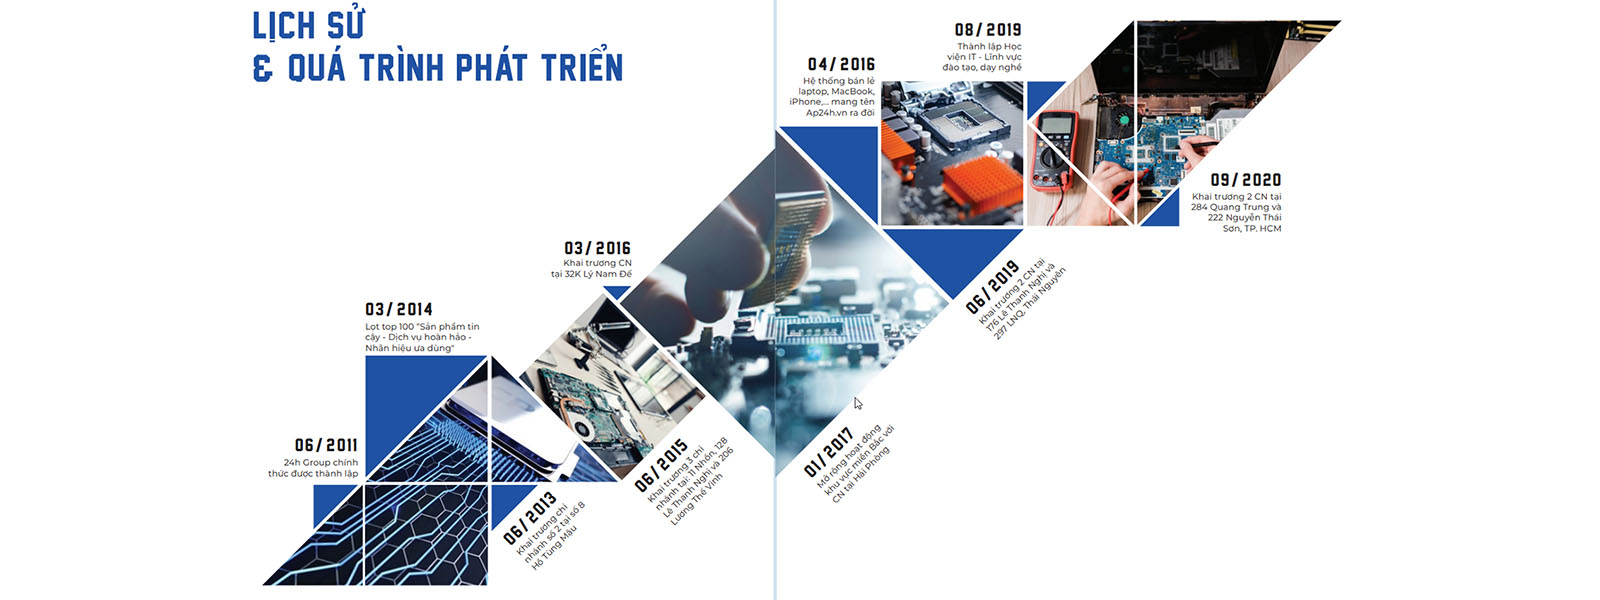 LỊCH SỬ
& QUÁ TRÌNH PHÁT TRIỂN
06/2011
24h Group chính
thức được thành lập
06/2013
Khai trương chi
nhánh số 2 tại số 8
Hồ Tùng Mậu
03/2014
Lọt top 100 "Sản phẩm tin
cậy - Dịch vụ hoàn hảo -
Nhãn hiệu ưa dùng"
06/2015
Khai trương 3 chi
nhánh tại: 11 Nhổn, 128
Lê Thanh Nghị và 206
Lương Thế Vinh
03/2016
Khai trương CN
tại 32K Lý Nam Đế
04/2016
Hệ thống bán lẻ
laptop, MacBook,
iPhone,... mang tên
Ap24h.vn ra đời
01/2017
Mở rộng hoạt động
khu vực miền Bắc với
CN tại Hải Phòng
06/2019
Khai trương 2 CN tại
176 Lê Thanh Nghị và
297 LNQ, Thái Nguyên
08/2019
Thành lập Học
viện IT - Lĩnh vực
đào tạo, dạy nghề
09/2020
Khai trương 2 CN tại
284 Quang Trung và
222 Nguyễn Thái
Sơn, TP. HCM